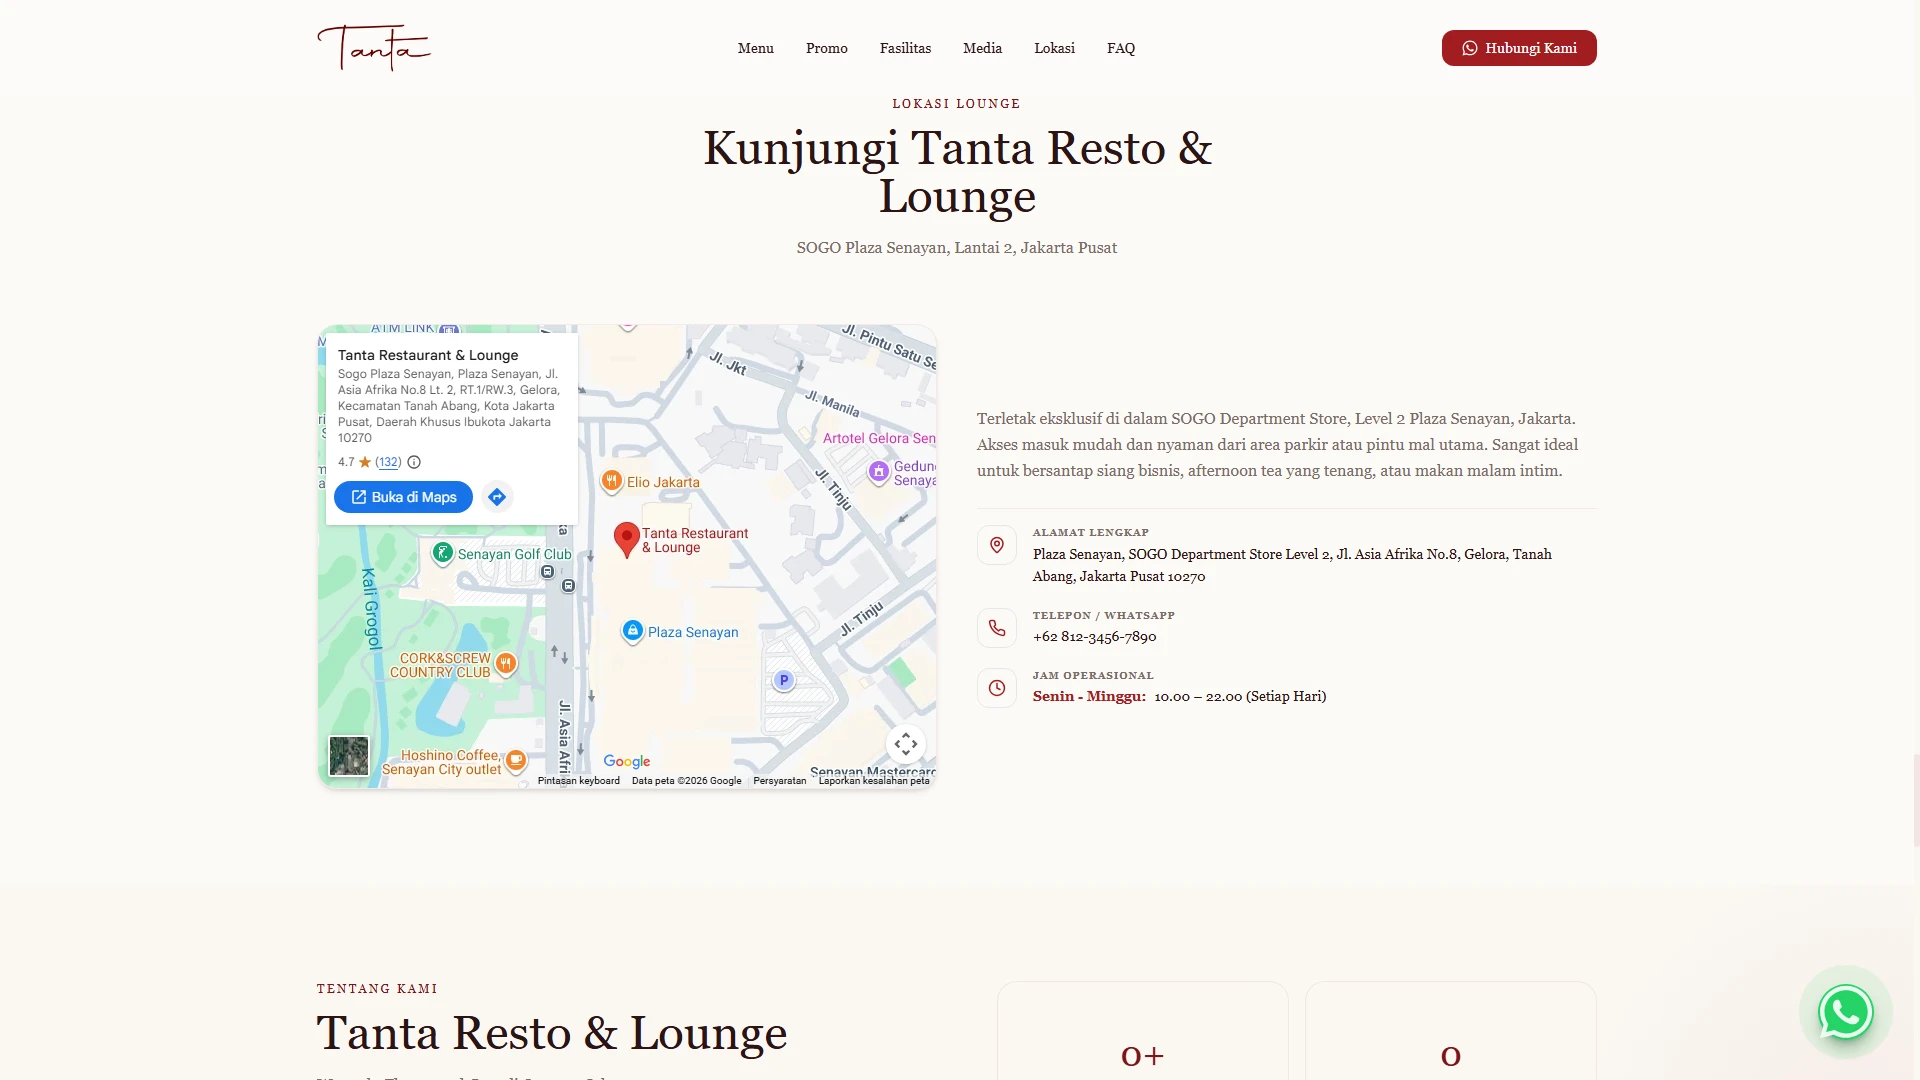 Tanta
Menu
Promo
Fasilitas
Media
Lokasi
FAQ
Hubungi Kami
LOKASI LOUNGE
Kunjungi Tanta Resto &
Lounge
SOGO Plaza Senayan, Lantai 2, Jakarta Pusat
ATM LINK
Tanta Restaurant & Lounge
Sogo Plaza Senayan, Plaza Senayan, Jl.
Asia Afrika No.8 Lt. 2, RT.1/RW.3, Gelora,
Kecamatan Tanah Abang, Kota Jakarta
Pusat, Daerah Khusus Ibukota Jakarta
10270
4.7 ★ (132)
Buka di Maps
Jl. Pintu Satu Se
Jl. Jkt
Jl. Manila
Artotel Gelora Sen
Gedun
Senaya
Elio Jakarta
Jl. Tinju
Tanta Restaurant
& Lounge
Senayan Golf Club
Kali Grogol
Jl. Tinju
Plaza Senayan
CORK&SCREW
COUNTRY CLUB
P
Jl. Asia Afri
Hoshino Coffee,
Senayan City outlet
Google
Senayan Mastercard
Pintasan keyboard
Data peta ©2026 Google
Persyaratan
Laporkan kesalahan peta
Terletak eksklusif di dalam SOGO Department Store, Level 2 Plaza Senayan, Jakarta.
Akses masuk mudah dan nyaman dari area parkir atau pintu mal utama. Sangat ideal
untuk bersantap siang bisnis, afternoon tea yang tenang, atau makan malam intim.
ALAMAT LENGKAP
Plaza Senayan, SOGO Department Store Level 2, Jl. Asia Afrika No.8, Gelora, Tanah
Abang, Jakarta Pusat 10270
TELEPON / WHATSAPP
+62 812-3456-7890
JAM OPERASIONAL
Senin - Minggu: 10.00 – 22.00 (Setiap Hari)
TENTANG KAMI
Tanta Resto & Lounge
0+
0